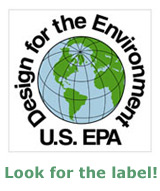 Design for the Environment
U.S. EPA
Look for the label!